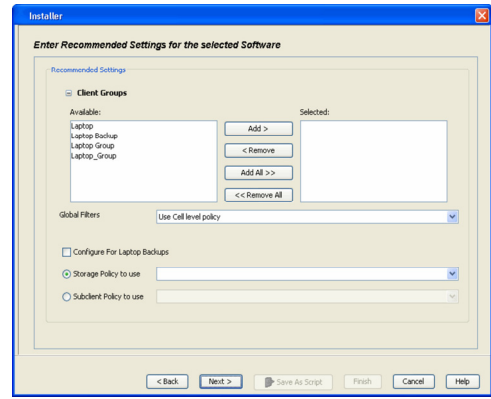 Installer
Enter Recommended Settings for the selected Software
Recommended Settings
Client Groups
Available:
Selected:
Laptop
Laptop Backup
Laptop Group
Laptop_Group
Add >
< Remove
Add All >>
<< Remove All
Global Filters
Use Cell level policy
Configure For Laptop Backups
Storage Policy to use
Subclient Policy to use
< Back
Next >
Save As Script
Finish
Cancel
Help